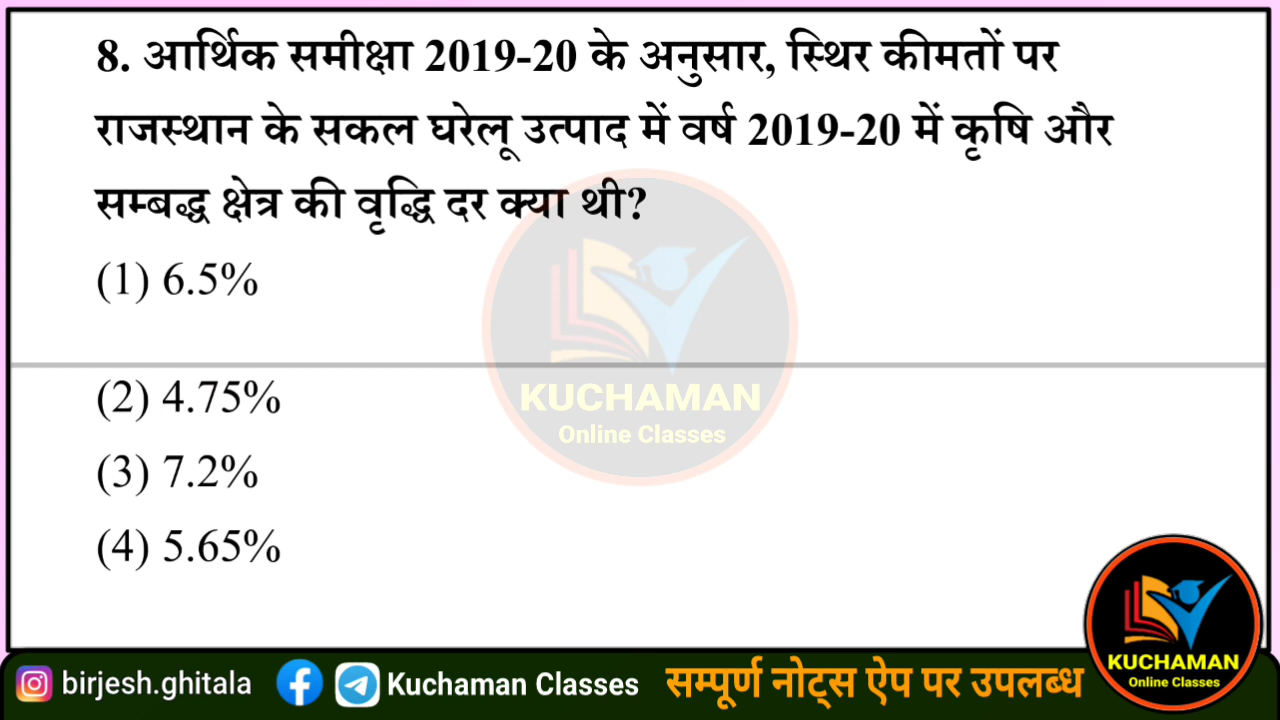 8. आर्थिक समीक्षा 2019-20 के अनुसार, स्थिर कीमतों पर
राजस्थान के सकल घरेलू उत्पाद में वर्ष 2019-20 में कृषि और
सम्बद्ध क्षेत्र की वृद्धि दर क्या थी?
(1) 6.5%
(2) 4.75%
KUCHAMAN
Online Classes
(3) 7.2%
(4) 5.65%
birjesh.ghitala
Kuchaman Classes
सम्पूर्ण नोट्स ऐप पर उपलब्ध
KUCHAMAN
Online Classes